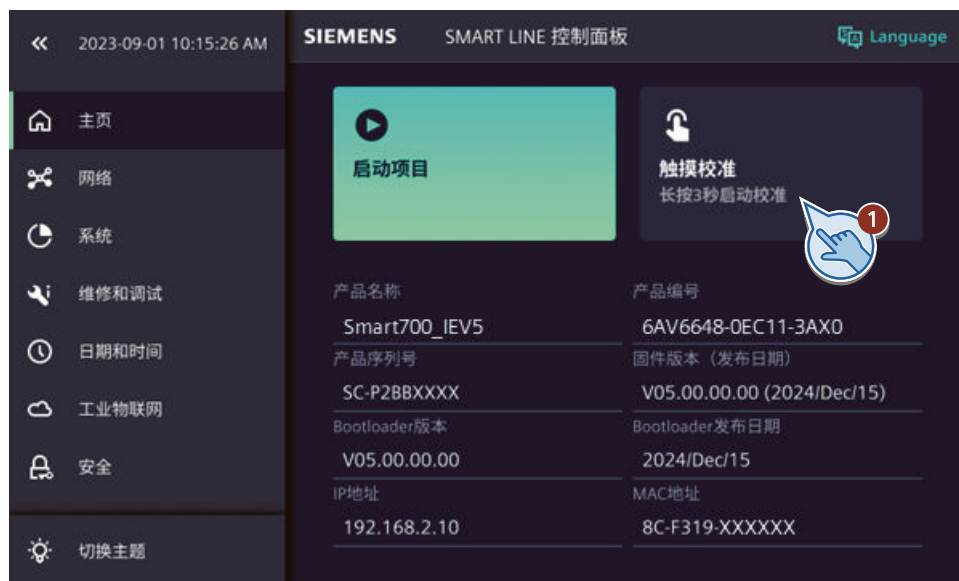 2023-09-01 10:15:26 AM
SIEMENS SMART LINE 控制面板
Language
主页
网络
系统
维修和调试
日期和时间
工业物联网
安全
切换主题
启动项目
触摸校准
长按3秒启动校准
1
产品名称
Smart700_IEV5
产品编号
6AV6648-0EC11-3AX0
产品序列号
SC-P2BBXXXX
固件版本（发布日期）
V05.00.00.00 (2024/Dec/15)
Bootloader版本
V05.00.00.00
Bootloader发布日期
2024/Dec/15
IP地址
192.168.2.10
MAC地址
8C-F319-XXXXXX